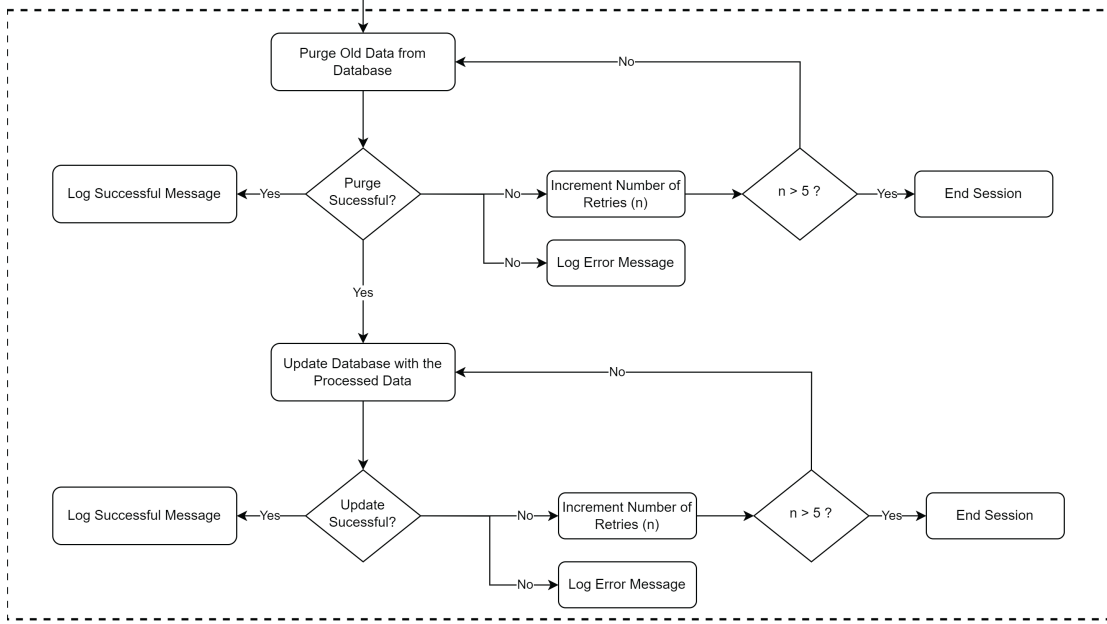 Purge Old Data from
Database
No
Log Successful Message
Yes
Purge
Sucessful?
No
Increment Number of
Retries (n)
n > 5 ?
Yes
End Session
No
Log Error Message
Yes
Update Database with the
Processed Data
No
Log Successful Message
Yes
Update
Sucessful?
No
Increment Number of
Retries (n)
n > 5 ?
Yes
End Session
No
Log Error Message